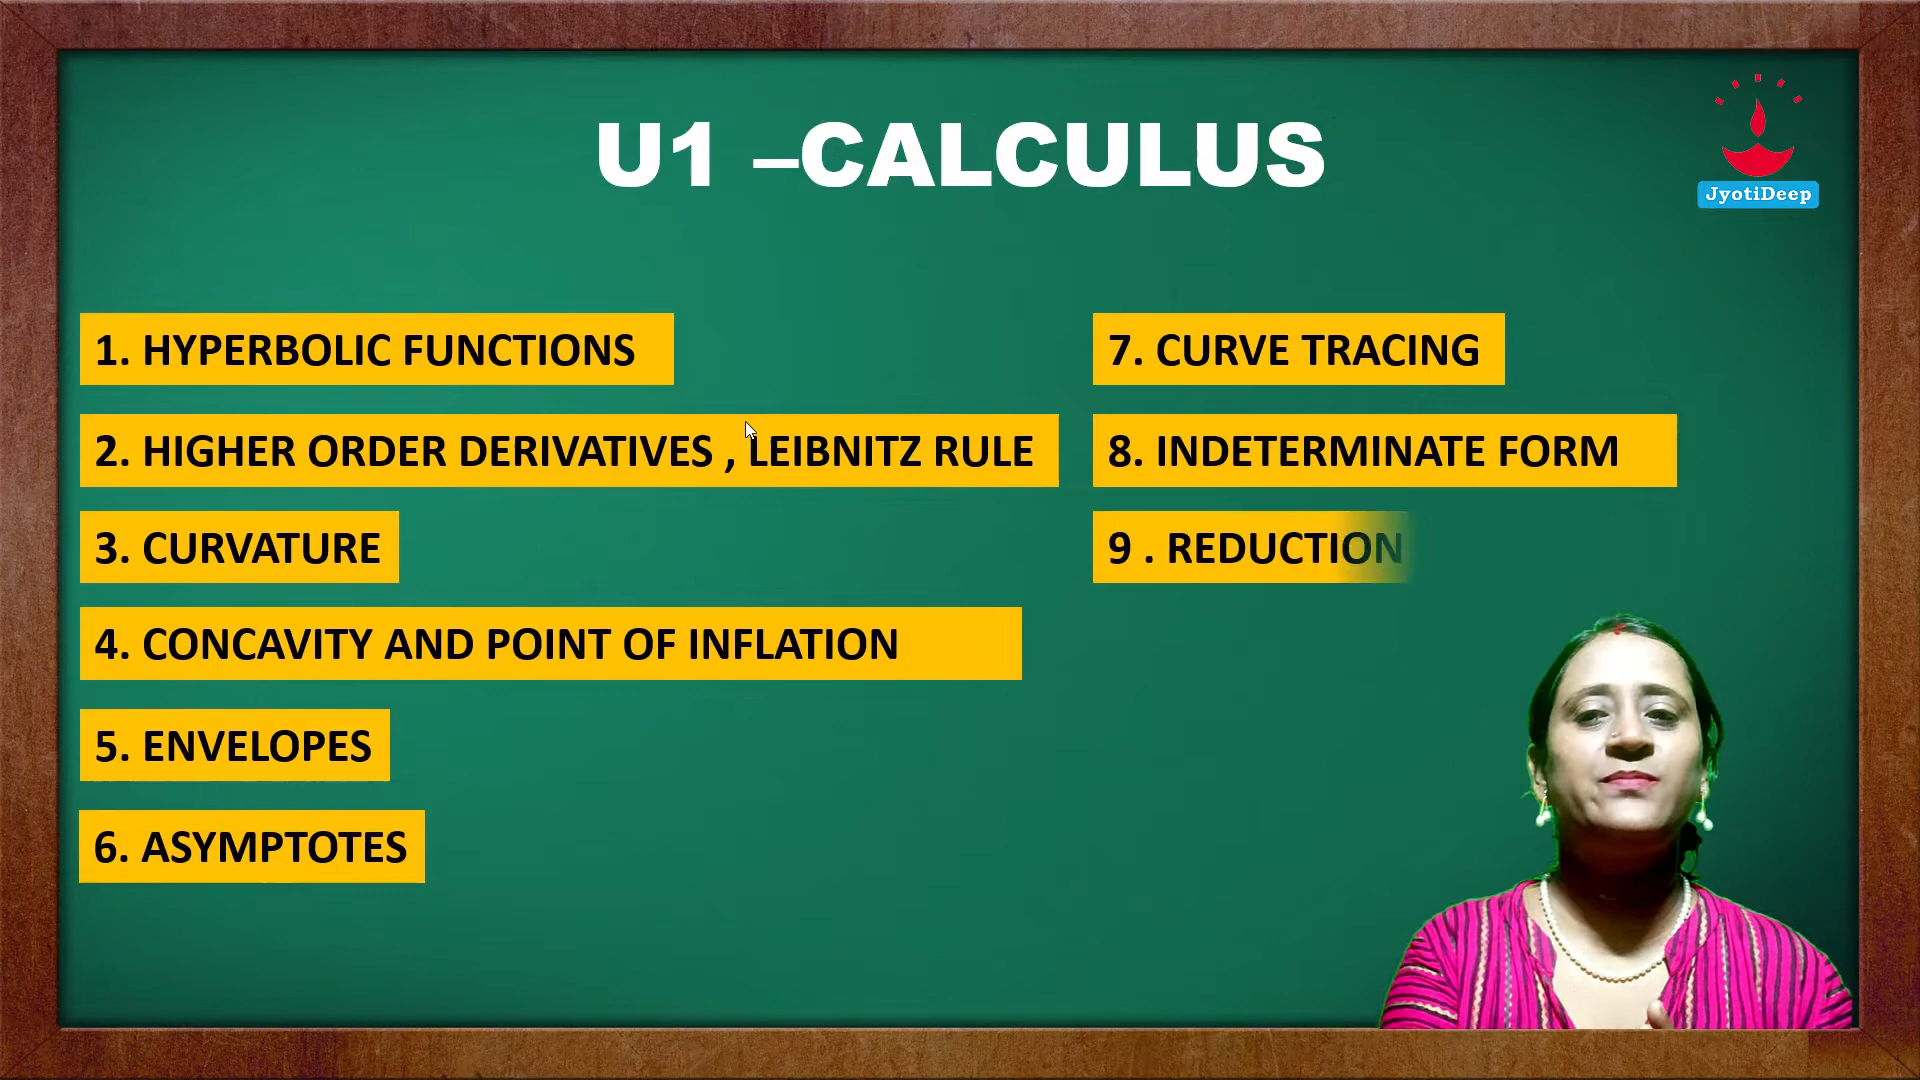 U1 –CALCULUS
JyotiDeep
1. HYPERBOLIC FUNCTIONS
2. HIGHER ORDER DERIVATIVES , LEIBNITZ RULE
3. CURVATURE
4. CONCAVITY AND POINT OF INFLATION
5. ENVELOPES
6. ASYMPTOTES
7. CURVE TRACING
8. INDETERMINATE FORM
9 . REDUCTION